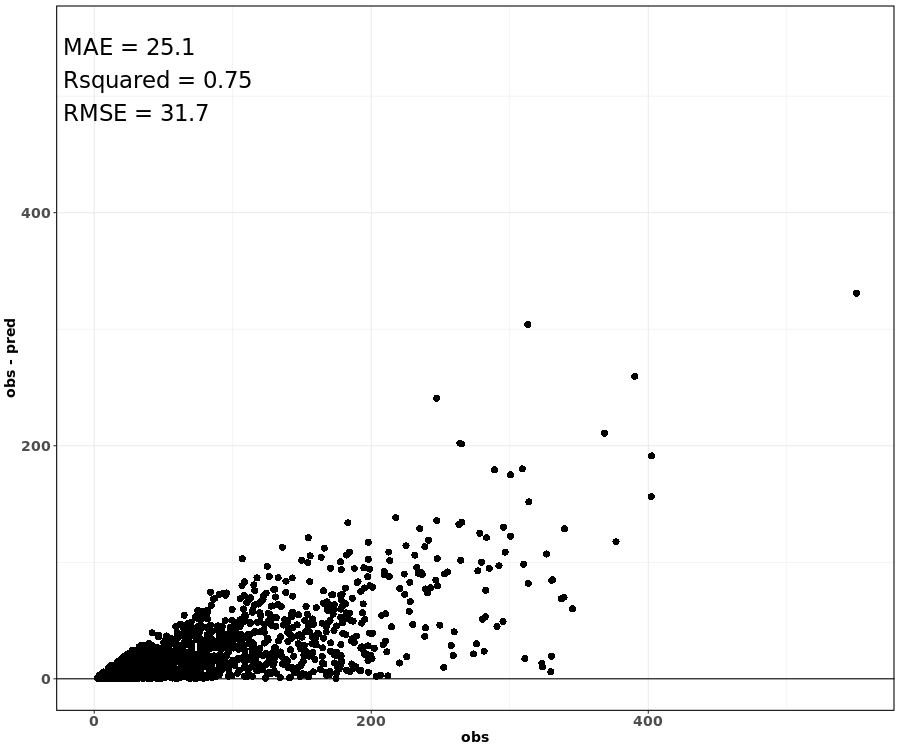 MAE = 25.1
Rsquared = 0.75
RMSE = 31.7
400
200
0
obs - pred
0 200 400
obs